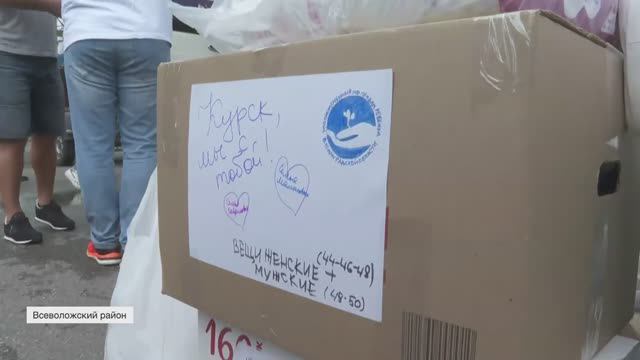 Курск,
мы с
тобой!
ВЕЩИ ЖЕНСКИЕ (44-46-48)
+
МУЖСКИЕ (48-50)
Всеволожский район